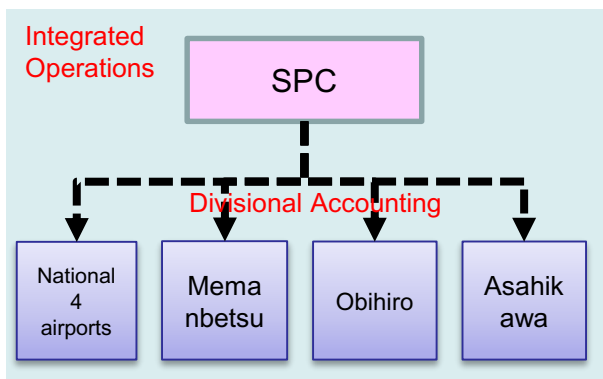 Integrated
Operations
SPC
Divisional Accounting
National
4
airports
Mema
nbetsu
Obihiro
Asahik
awa